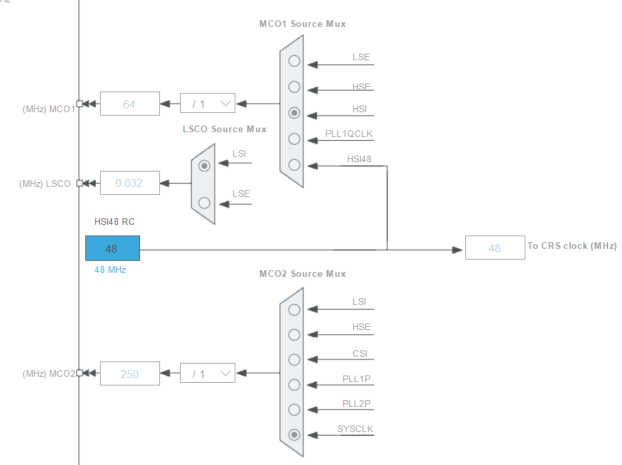 Hz
MCO1 Source Mux
LSE
HSE
HSI
PLL1QCLK
HSI48
(MHz) MCO1
64
/ 1
LSCO Source Mux
LSI
LSE
(MHz) LSCO
0.032
HSI48 RC
48
48 MHz
48
To CRS clock (MHz)
MCO2 Source Mux
LSI
HSE
CSI
PLL1P
PLL2P
SYSCLK
(MHz) MCO2
250
/ 1